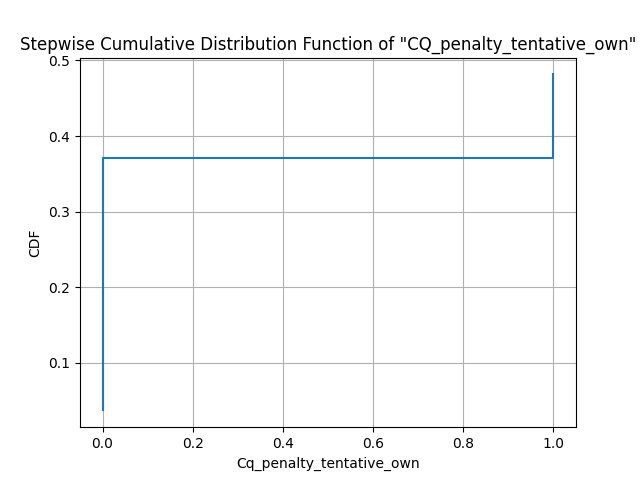 Stepwise Cumulative Distribution Function of "CQ_penalty_tentative_own"
0.5
0.4
0.3
0.2
0.1
CDF
0.0 0.2 0.4 0.6 0.8 1.0
Cq_penalty_tentative_own